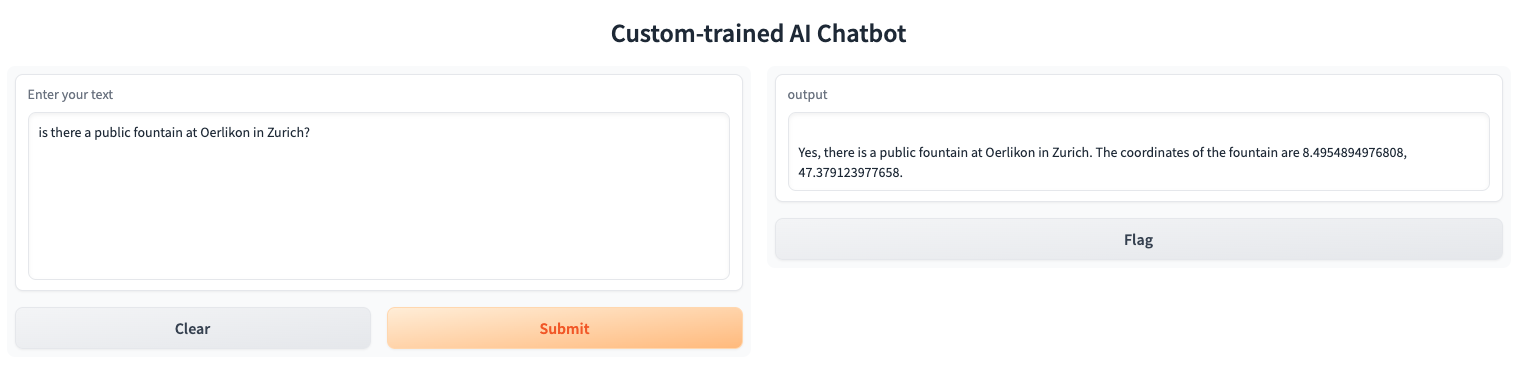 Custom-trained AI Chatbot
Enter your text
is there a public fountain at Oerlikon in Zurich?
Clear
Submit
output
Yes, there is a public fountain at Oerlikon in Zurich. The coordinates of the fountain are 8.4954894976808,
47.379123977658.
Flag